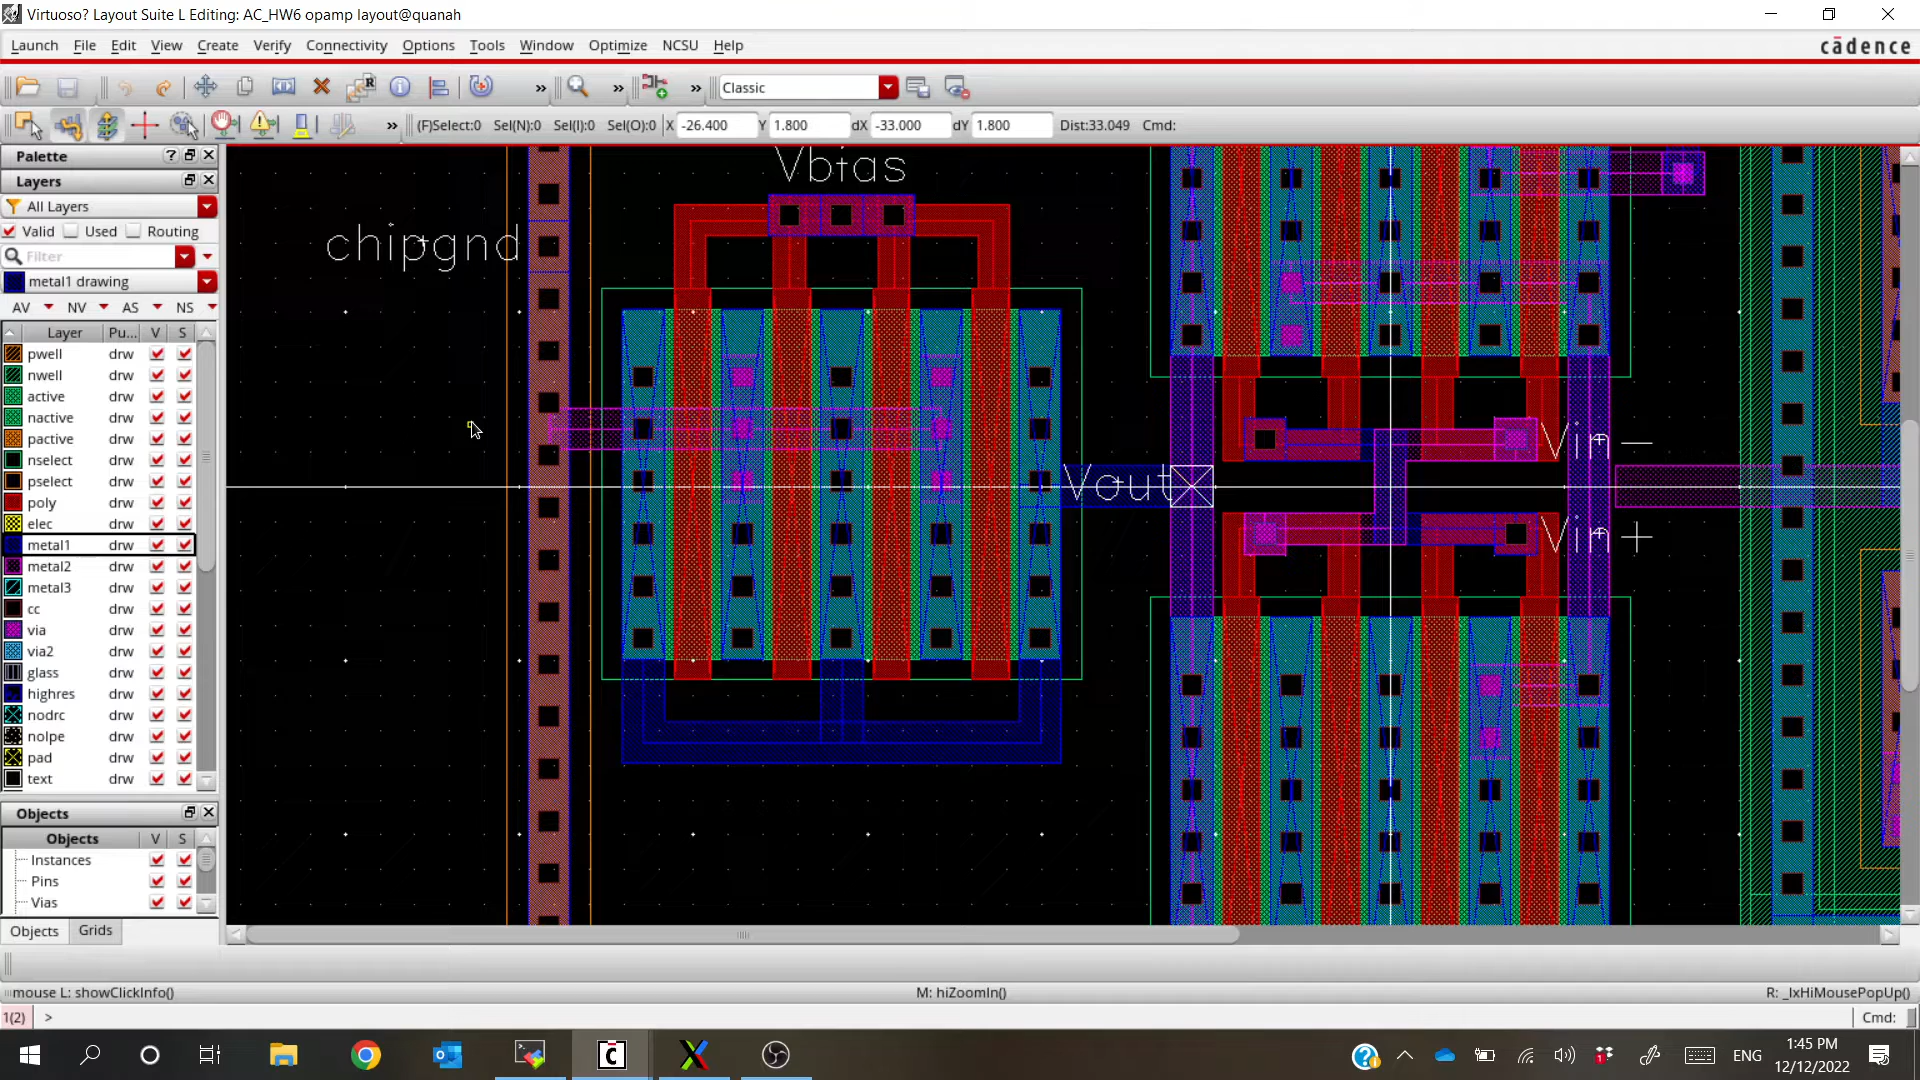 Virtuoso? Layout Suite L Editing: AC_HW6 opamp layout@quanah
Launch File Edit View Create Verify Connectivity Options Tools Window Optimize NCSU Help
cādence
» » » Classic
» (F)Select:0 Sel(N):0 Sel(I):0 Sel(O):0 X -26.400 Y 1.800 dX -33.000 dY 1.800 Dist:33.049 Cmd:
Palette ?
Layers
All Layers
Valid Used Routing
Filter
metal1 drawing
AV NV AS NS
Layer Pu... V S
pwell drw
nwell drw
active drw
nactive drw
pactive drw
nselect drw
pselect drw
poly drw
elec drw
metal1 drw
metal2 drw
metal3 drw
cc drw
via drw
via2 drw
glass drw
highres drw
nodrc drw
nolpe drw
pad drw
text drw
Objects
Objects V S
Instances
Pins
Vias
Objects Grids
Vbias
chipgnd
Vin-
Vout
Vin+
mouse L: showClickInfo() M: hiZoomIn() R: _lxHiMousePopUp()
1(2) > Cmd:
ENG
1:45 PM
12/12/2022